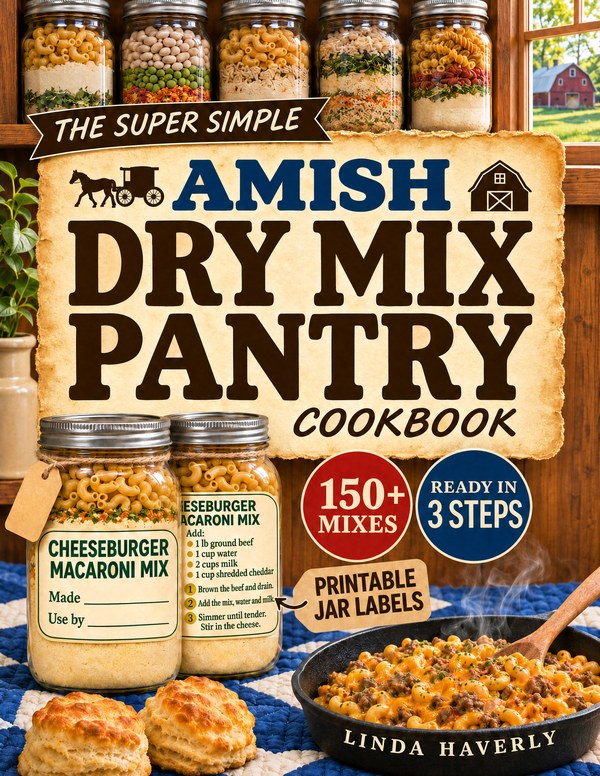 THE SUPER SIMPLE
AMISH
DRY MIX
PANTRY
COOKBOOK
150+
MIXES
READY IN
3 STEPS
PRINTABLE
JAR LABELS
CHEESEBURGER
MACARONI MIX
Made
Use by
EESEBURGER
ACARONI MIX
Add:
1 lb ground beef
1 cup water
2 cups milk
1 cup shredded cheddar
1 Brown the beef and drain.
2 Add the mix, water and milk.
3 Simmer until tender.
Stir in the cheese.
LINDA HAVERLY